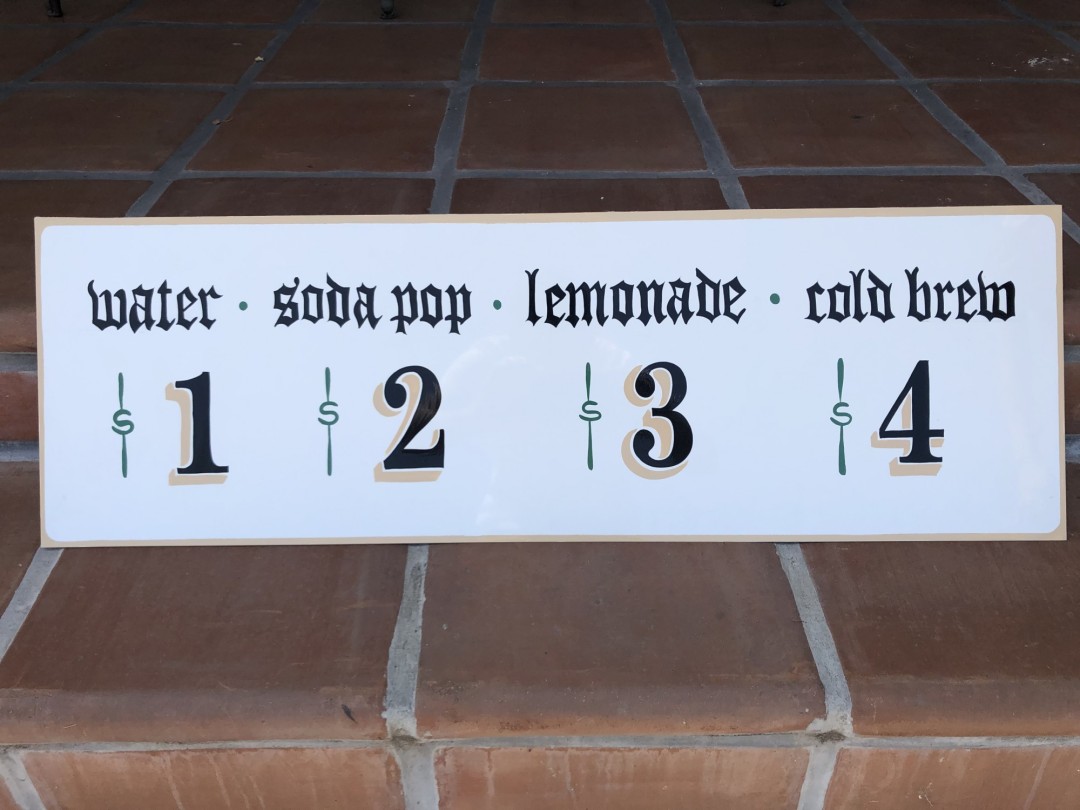 water · soda pop · lemonade · cold brew
$1 $2 $3 $4